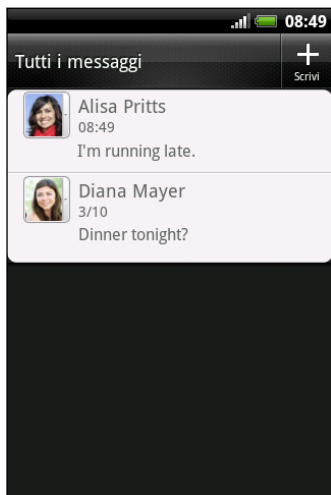 08:49
Tutti i messaggi
Scrivi
Alisa Pritts
08:49
I'm running late.
Diana Mayer
3/10
Dinner tonight?